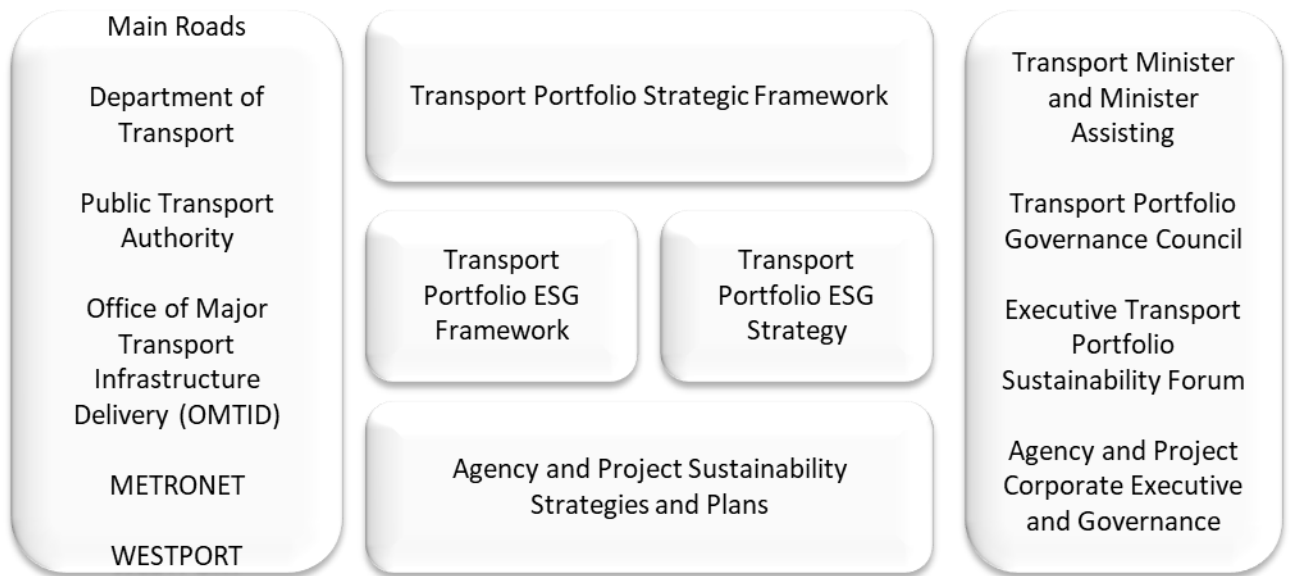 Main Roads
Department of
Transport
Public Transport
Authority
Office of Major
Transport
Infrastructure
Delivery (OMTID)
METRONET
WESTPORT
Transport Portfolio Strategic Framework
Transport
Portfolio ESG
Framework
Transport
Portfolio ESG
Strategy
Agency and Project Sustainability
Strategies and Plans
Transport Minister
and Minister
Assisting
Transport Portfolio
Governance Council
Executive Transport
Portfolio
Sustainability Forum
Agency and Project
Corporate Executive
and Governance